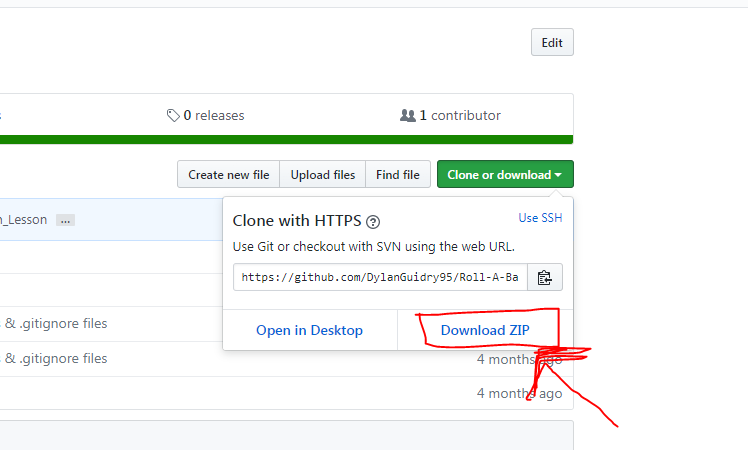 Edit
0 releases
1 contributor
Create new file Upload files Find file Clone or download
_Lesson ...
Clone with HTTPS ?
Use SSH
Use Git or checkout with SVN using the web URL.
https://github.com/DylanGuidry95/Roll-A-Ba
Open in Desktop Download ZIP
& .gitignore files
& .gitignore files 4 months ago
4 months ago